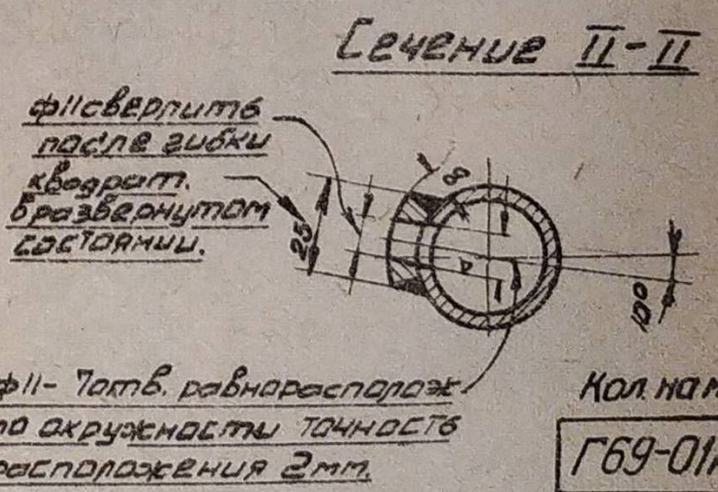 Сечение II-II
ф11сверлить
после гибки
квадрат.
в развернутом
состоянии.
25
8
4
10°
ф11- 7отв. равнорасполож
по окружности точность
расположения 2мм.
Кол. на
Г69-01